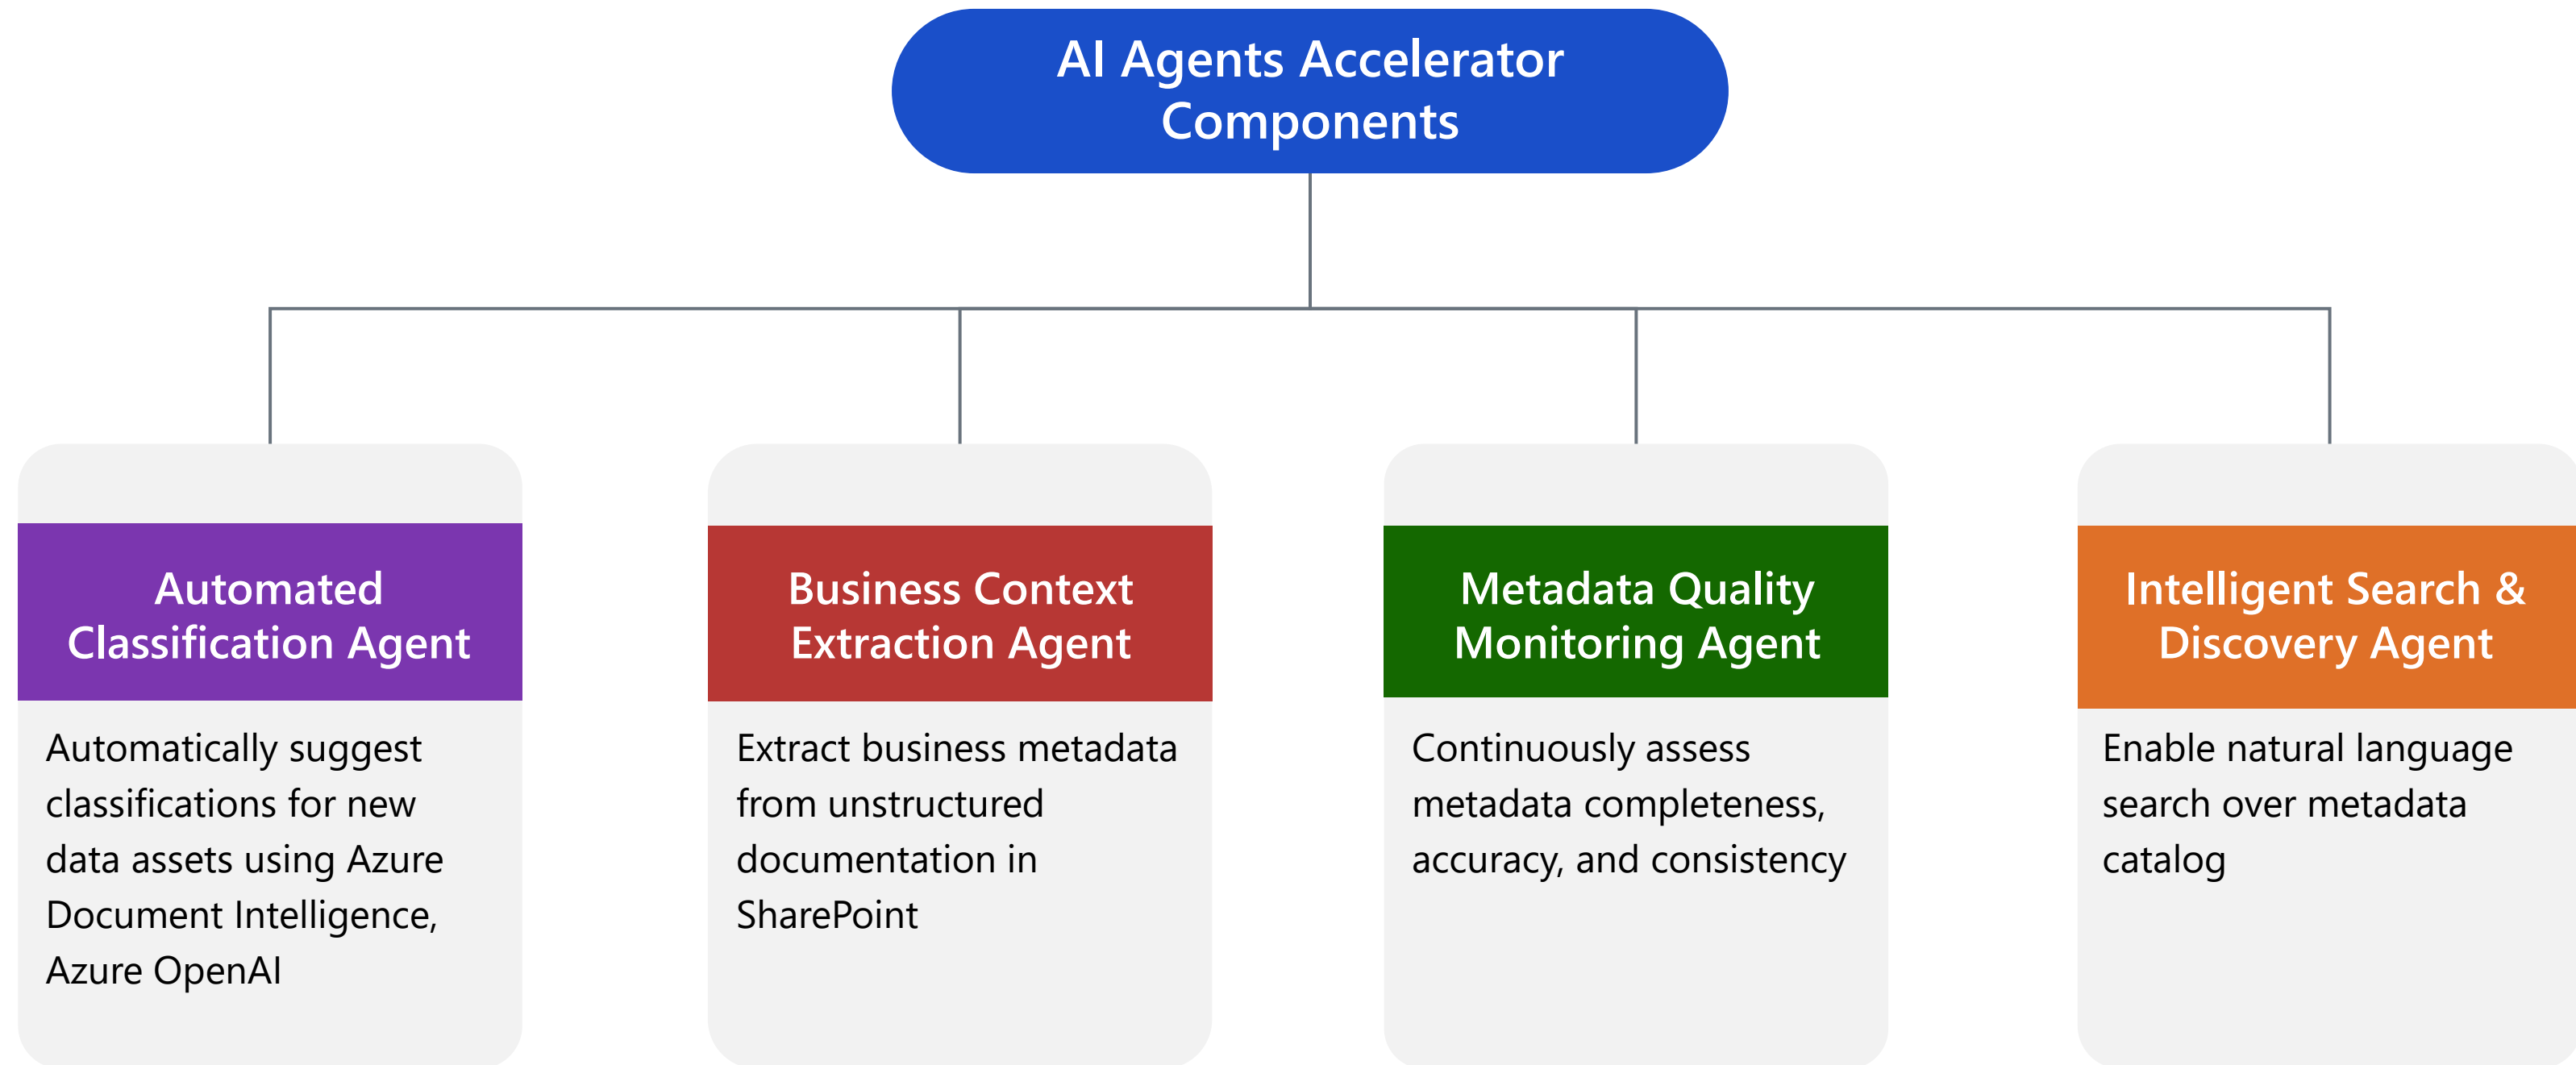 AI Agents Accelerator
Components
Automated
Classification Agent
Automatically suggest
classifications for new
data assets using Azure
Document Intelligence,
Azure OpenAI
Business Context
Extraction Agent
Extract business metadata
from unstructured
documentation in
SharePoint
Metadata Quality
Monitoring Agent
Continuously assess
metadata completeness,
accuracy, and consistency
Intelligent Search &
Discovery Agent
Enable natural language
search over metadata
catalog